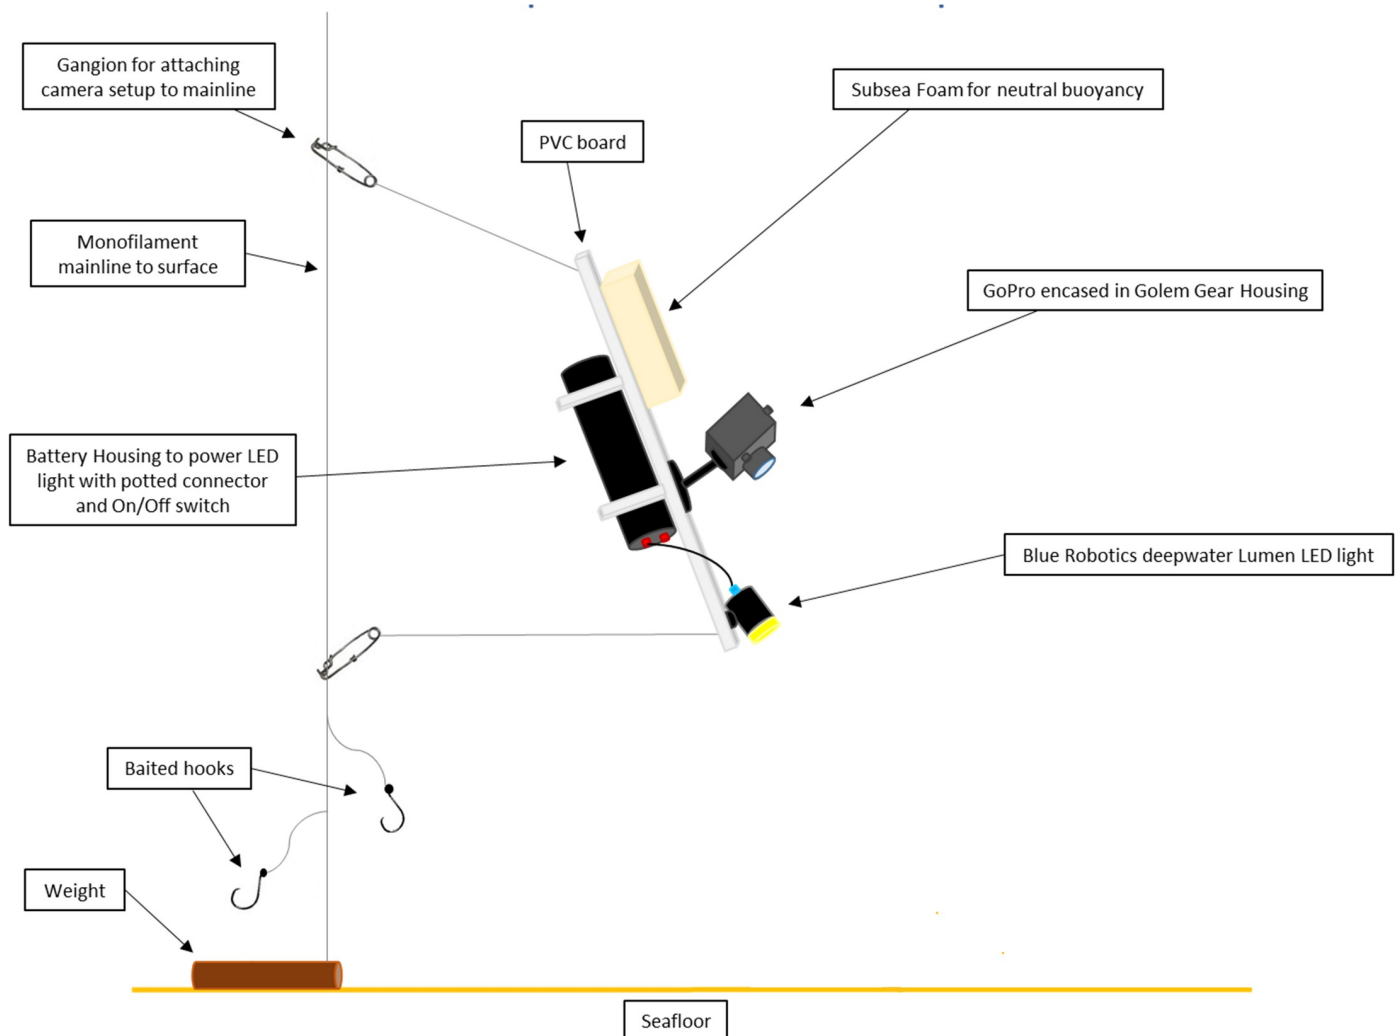 Gangion for attaching
camera setup to mainline
Subsea Foam for neutral buoyancy
PVC board
Monofilament
mainline to surface
GoPro encased in Golem Gear Housing
Battery Housing to power LED
light with potted connector
and On/Off switch
Blue Robotics deepwater Lumen LED light
Baited hooks
Weight
Seafloor